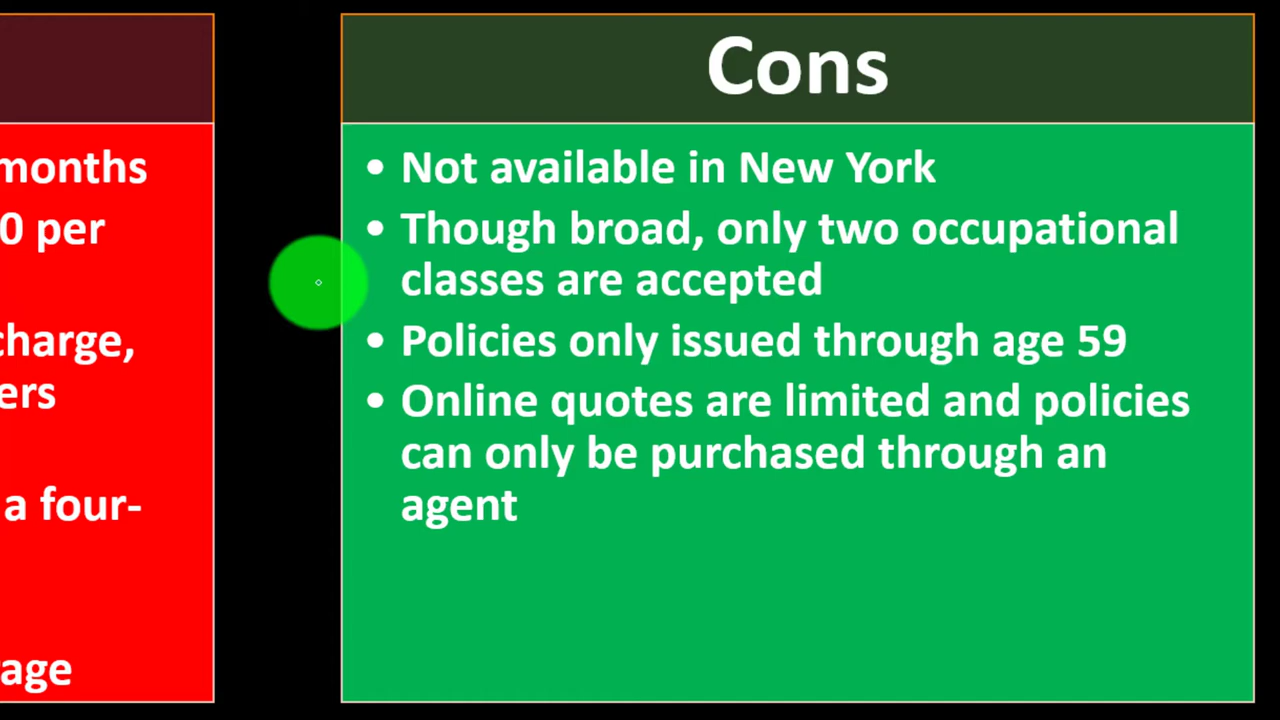 months
0 per
charge,
ers
a four-
age
Cons
• Not available in New York
• Though broad, only two occupational
classes are accepted
• Policies only issued through age 59
• Online quotes are limited and policies
can only be purchased through an
agent